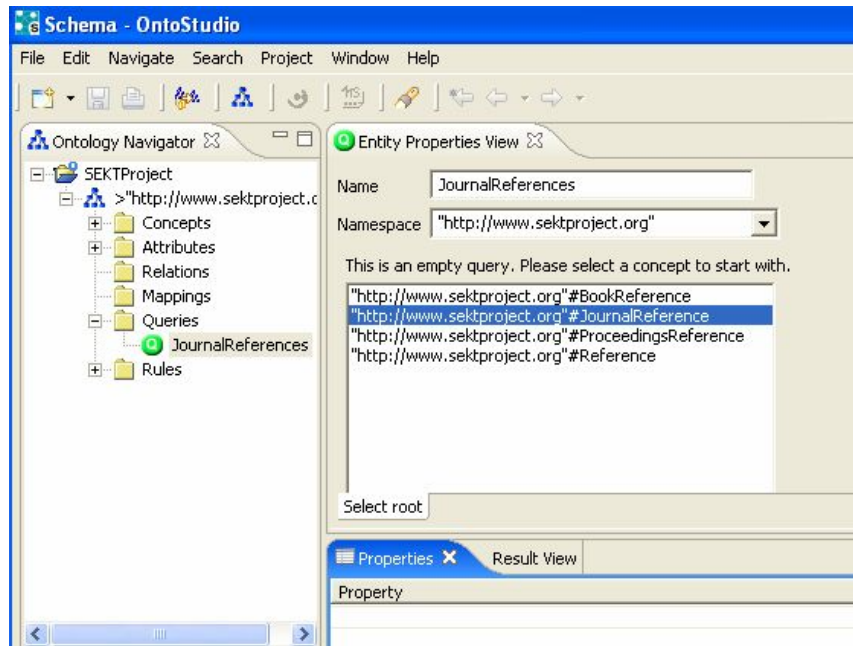 Schema - OntoStudio
File Edit Navigate Search Project Window Help
Ontology Navigator
SEKTProject
>"http://www.sektproject.o
Concepts
Attributes
Relations
Mappings
Queries
JournalReferences
Rules
Entity Properties View
Name JournalReferences
Namespace "http://www.sektproject.org"
This is an empty query. Please select a concept to start with.
"http://www.sektproject.org"#BookReference
"http://www.sektproject.org"#JournalReference
"http://www.sektproject.org"#ProceedingsReference
"http://www.sektproject.org"#Reference
Select root
Properties Result View
Property